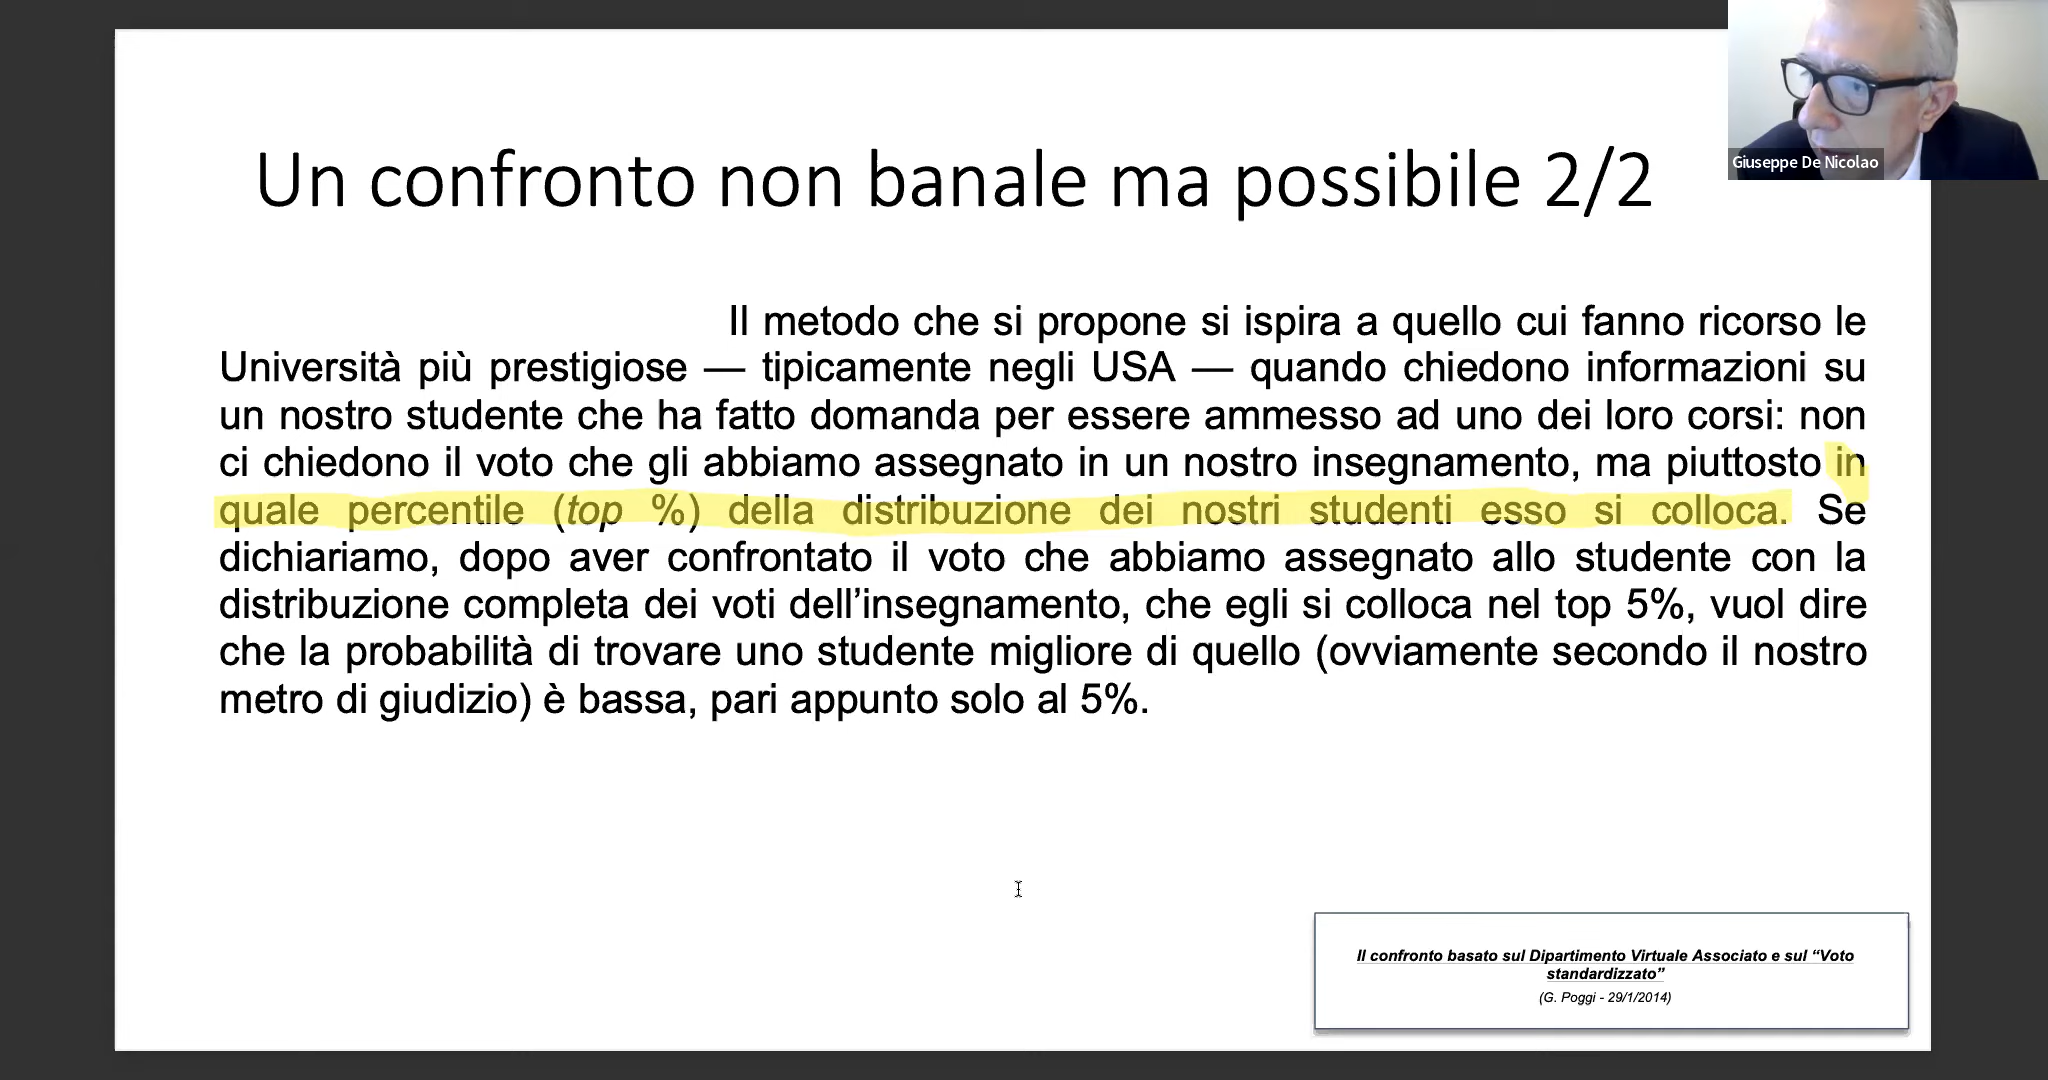 Giuseppe De Nicolao
Un confronto non banale ma possibile 2/2
Il metodo che si propone si ispira a quello cui fanno ricorso le
Università più prestigiose — tipicamente negli USA — quando chiedono informazioni su
un nostro studente che ha fatto domanda per essere ammesso ad uno dei loro corsi: non
ci chiedono il voto che gli abbiamo assegnato in un nostro insegnamento, ma piuttosto in
quale percentile (top %) della distribuzione dei nostri studenti esso si colloca. Se
dichiariamo, dopo aver confrontato il voto che abbiamo assegnato allo studente con la
distribuzione completa dei voti dell’insegnamento, che egli si colloca nel top 5%, vuol dire
che la probabilità di trovare uno studente migliore di quello (ovviamente secondo il nostro
metro di giudizio) è bassa, pari appunto solo al 5%.
Il confronto basato sul Dipartimento Virtuale Associato e sul “Voto
standardizzato”
(G. Poggi - 29/1/2014)